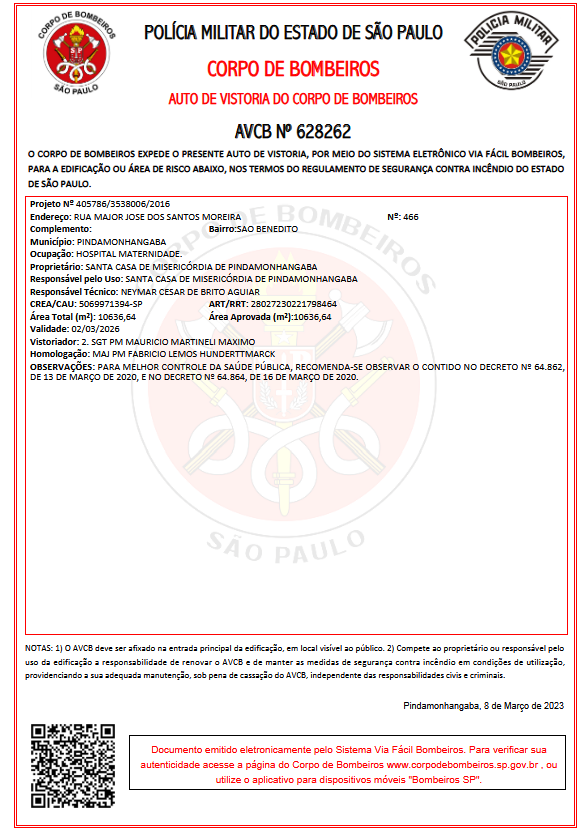 CORPO DE BOMBEIROS
SP
SÃO PAULO
POLÍCIA MILITAR
SÃO PAULO
POLÍCIA MILITAR DO ESTADO DE SÃO PAULO
CORPO DE BOMBEIROS
AUTO DE VISTORIA DO CORPO DE BOMBEIROS
AVCB Nº 628262
O CORPO DE BOMBEIROS EXPEDE O PRESENTE AUTO DE VISTORIA, POR MEIO DO SISTEMA ELETRÔNICO VIA FÁCIL BOMBEIROS,
PARA A EDIFICAÇÃO OU ÁREA DE RISCO ABAIXO, NOS TERMOS DO REGULAMENTO DE SEGURANÇA CONTRA INCÊNDIO DO ESTADO
DE SÃO PAULO.
Projeto Nº 405786/3538006/2016
Endereço: RUA MAJOR JOSE DOS SANTOS MOREIRA Nº: 466
Complemento: Bairro:SAO BENEDITO
Município: PINDAMONHANGABA
Ocupação: HOSPITAL MATERNIDADE.
Proprietário: SANTA CASA DE MISERICÓRDIA DE PINDAMONHANGABA
Responsável pelo Uso: SANTA CASA DE MISERICÓRDIA DE PINDAMONHANGABA
Responsável Técnico: NEYMAR CESAR DE BRITO AGUIAR
CREA/CAU: 5069971394-SP ART/RRT: 28027230221798464
Área Total (m²): 10636,64 Área Aprovada (m²):10636,64
Validade: 02/03/2026
Vistoriador: 2. SGT PM MAURICIO MARTINELI MAXIMO
Homologação: MAJ PM FABRICIO LEMOS HUNDERTTMARCK
OBSERVAÇÕES: PARA MELHOR CONTROLE DA SAÚDE PÚBLICA, RECOMENDA-SE OBSERVAR O CONTIDO NO DECRETO Nº 64.862,
DE 13 DE MARÇO DE 2020, E NO DECRETO Nº 64.864, DE 16 DE MARÇO DE 2020.
CORPO DE BOMBEIROS
SÃO PAULO
NOTAS: 1) O AVCB deve ser afixado na entrada principal da edificação, em local visível ao público. 2) Compete ao proprietário ou responsável pelo
uso da edificação a responsabilidade de renovar o AVCB e de manter as medidas de segurança contra incêndio em condições de utilização,
providenciando a sua adequada manutenção, sob pena de cassação do AVCB, independente das responsabilidades civis e criminais.
Pindamonhangaba, 8 de Março de 2023
Documento emitido eletronicamente pelo Sistema Via Fácil Bombeiros. Para verificar sua
autenticidade acesse a página do Corpo de Bombeiros www.corpodebombeiros.sp.gov.br , ou
utilize o aplicativo para dispositivos móveis "Bombeiros SP".